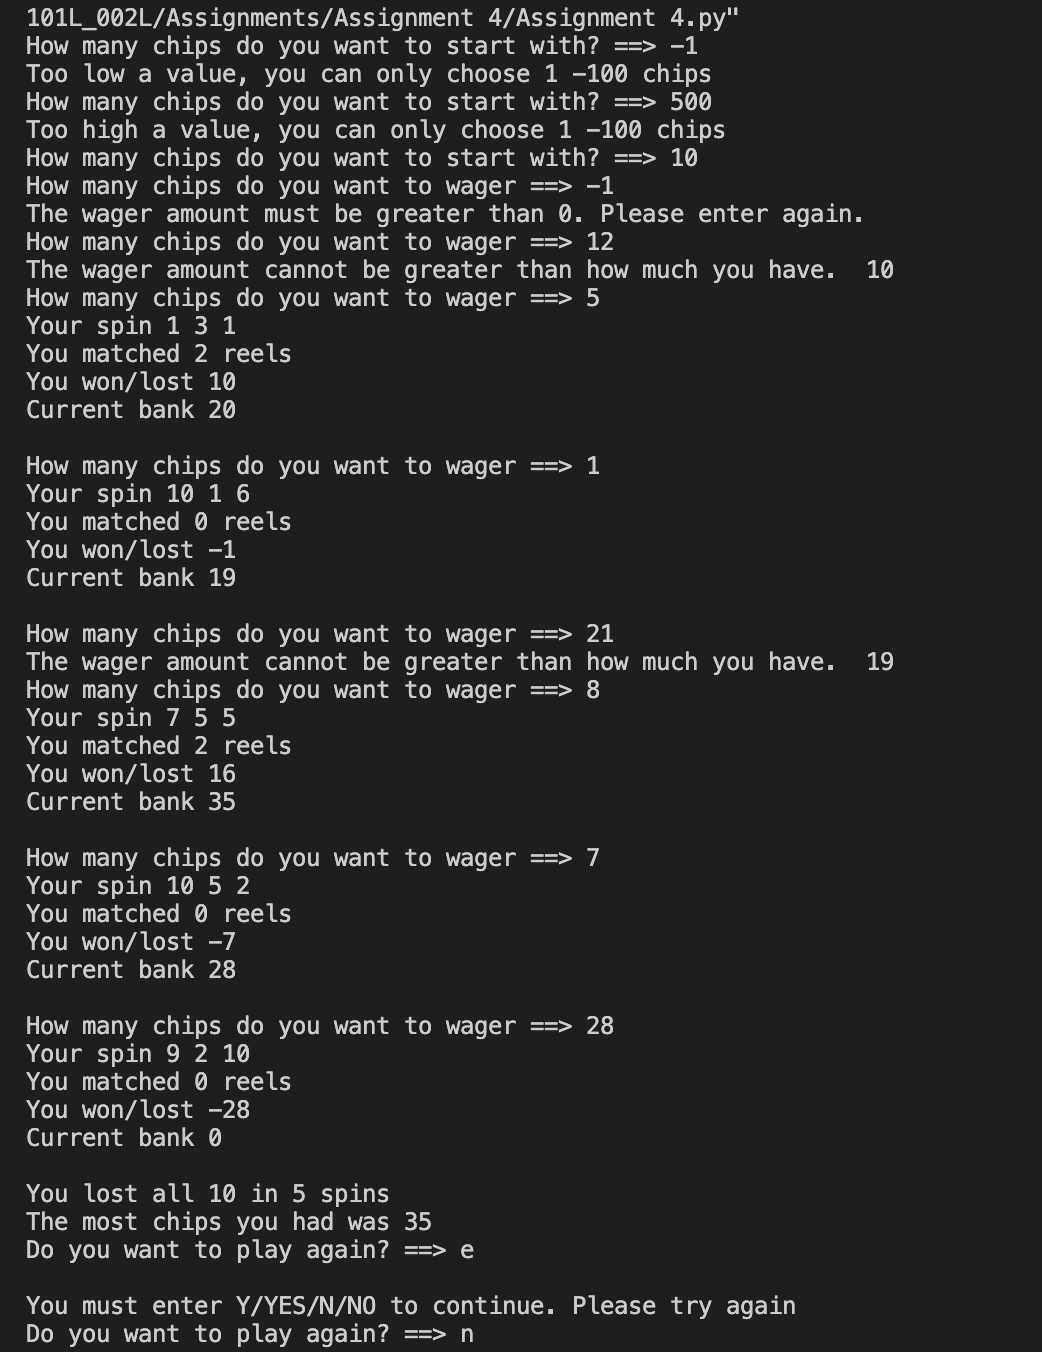 101L_002L/Assignments/Assignment 4/Assignment 4.py"
How many chips do you want to start with? ==> -1
Too low a value, you can only choose 1 -100 chips
How many chips do you want to start with? ==> 500
Too high a value, you can only choose 1 -100 chips
How many chips do you want to start with? ==> 10
How many chips do you want to wager ==> -1
The wager amount must be greater than 0. Please enter again.
How many chips do you want to wager ==> 12
The wager amount cannot be greater than how much you have.  10
How many chips do you want to wager ==> 5
Your spin 1 3 1
You matched 2 reels
You won/lost 10
Current bank 20

How many chips do you want to wager ==> 1
Your spin 10 1 6
You matched 0 reels
You won/lost -1
Current bank 19

How many chips do you want to wager ==> 21
The wager amount cannot be greater than how much you have.  19
How many chips do you want to wager ==> 8
Your spin 7 5 5
You matched 2 reels
You won/lost 16
Current bank 35

How many chips do you want to wager ==> 7
Your spin 10 5 2
You matched 0 reels
You won/lost -7
Current bank 28

How many chips do you want to wager ==> 28
Your spin 9 2 10
You matched 0 reels
You won/lost -28
Current bank 0

You lost all 10 in 5 spins
The most chips you had was 35
Do you want to play again? ==> e

You must enter Y/YES/N/NO to continue. Please try again
Do you want to play again? ==> n